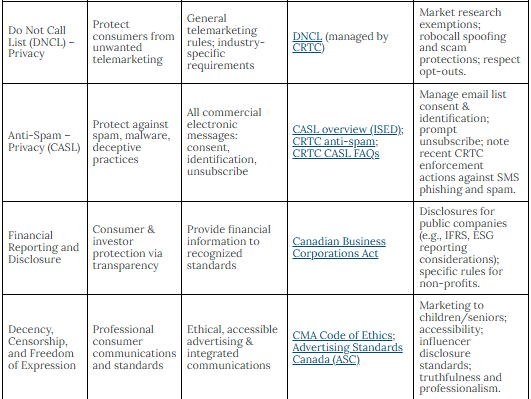 Do Not Call
List (DNCL) –
Privacy
Protect
consumers from
unwanted
telemarketing
General
telemarketing
rules; industry-
specific
requirements
DNCL (managed by
CRTC)
Market research
exemptions;
robocall spoofing
and scam
protections; respect
opt-outs.
Anti-Spam –
Privacy (CASL)
Protect against
spam, malware,
deceptive
practices
All commercial
electronic
messages:
consent,
identification,
unsubscribe
CASL overview (ISED);
CRTC anti-spam;
CRTC CASL FAQs
Manage email list
consent &
identification;
prompt
unsubscribe; note
recent CRTC
enforcement
actions against SMS
phishing and spam.
Financial
Reporting and
Disclosure
Consumer &
investor
protection via
transparency
Provide financial
information to
recognized
standards
Canadian Business
Corporations Act
Disclosures for
public companies
(e.g., IFRS, ESG
reporting
considerations);
specific rules for
non-profits.
Decency,
Censorship,
and Freedom
of Expression
Professional
consumer
communications
and standards
Ethical, accessible
advertising &
integrated
communications
CMA Code of Ethics;
Advertising Standards
Canada (ASC)
Marketing to
children/seniors;
accessibility;
influencer
disclosure
standards;
truthfulness and
professionalism.